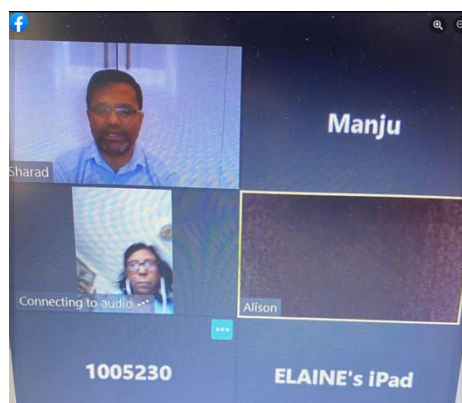 Manju
Sharad
Connecting to audio ...
Alison
1005230
ELAINE's iPad